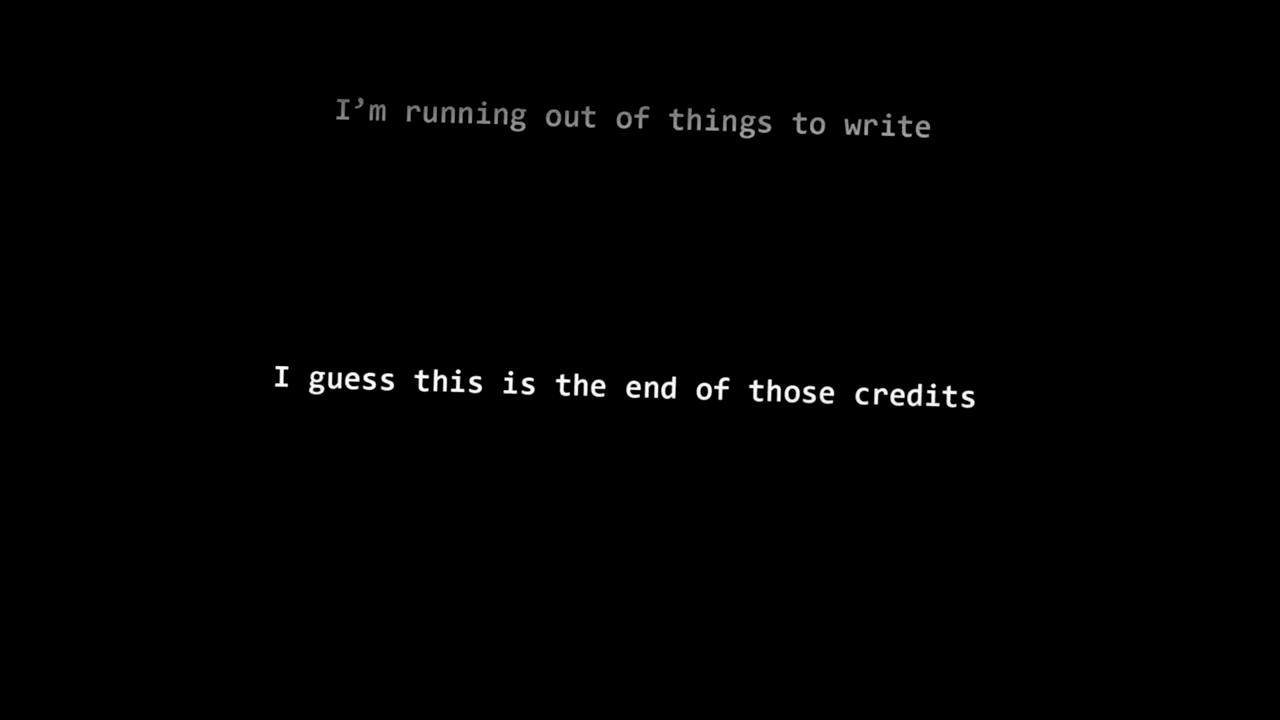 I’m running out of things to write
I guess this is the end of those credits